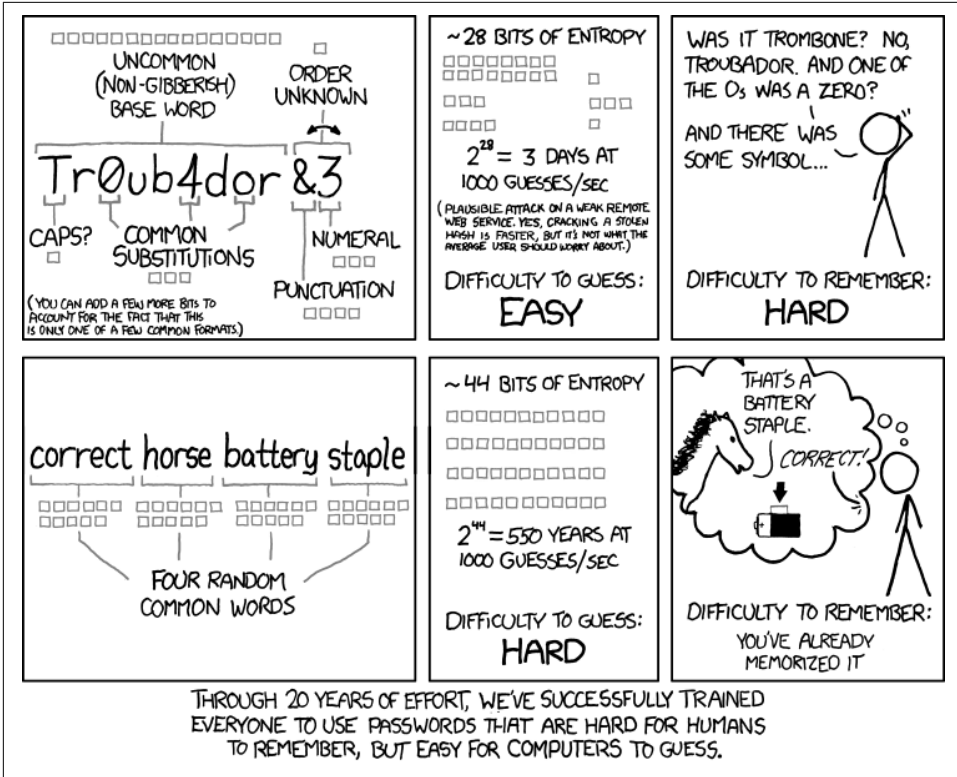 UNCOMMON
(NON-GIBBERISH)
BASE WORD
ORDER
UNKNOWN
Tr0ub4dor &3
CAPS?
COMMON
SUBSTITUTIONS
NUMERAL
PUNCTUATION
(YOU CAN ADD A FEW MORE BITS TO
ACCOUNT FOR THE FACT THAT THIS
IS ONLY ONE OF A FEW COMMON FORMATS.)
~28 BITS OF ENTROPY
2^28 = 3 DAYS AT
1000 GUESSES/SEC
(PLAUSIBLE ATTACK ON A WEAK REMOTE
WEB SERVICE. YES, CRACKING A STOLEN
HASH IS FASTER, BUT IT'S NOT WHAT THE
AVERAGE USER SHOULD WORRY ABOUT.)
DIFFICULTY TO GUESS:
EASY
WAS IT TROMBONE? NO,
TROUBADOR. AND ONE OF
THE Os WAS A ZERO?
AND THERE WAS
SOME SYMBOL...
DIFFICULTY TO REMEMBER:
HARD
correct horse battery staple
FOUR RANDOM
COMMON WORDS
~44 BITS OF ENTROPY
2^44 = 550 YEARS AT
1000 GUESSES/SEC
DIFFICULTY TO GUESS:
HARD
THAT'S A
BATTERY
STAPLE.
CORRECT!
DIFFICULTY TO REMEMBER:
YOU'VE ALREADY
MEMORIZED IT
THROUGH 20 YEARS OF EFFORT, WE'VE SUCCESSFULLY TRAINED
EVERYONE TO USE PASSWORDS THAT ARE HARD FOR HUMANS
TO REMEMBER, BUT EASY FOR COMPUTERS TO GUESS.